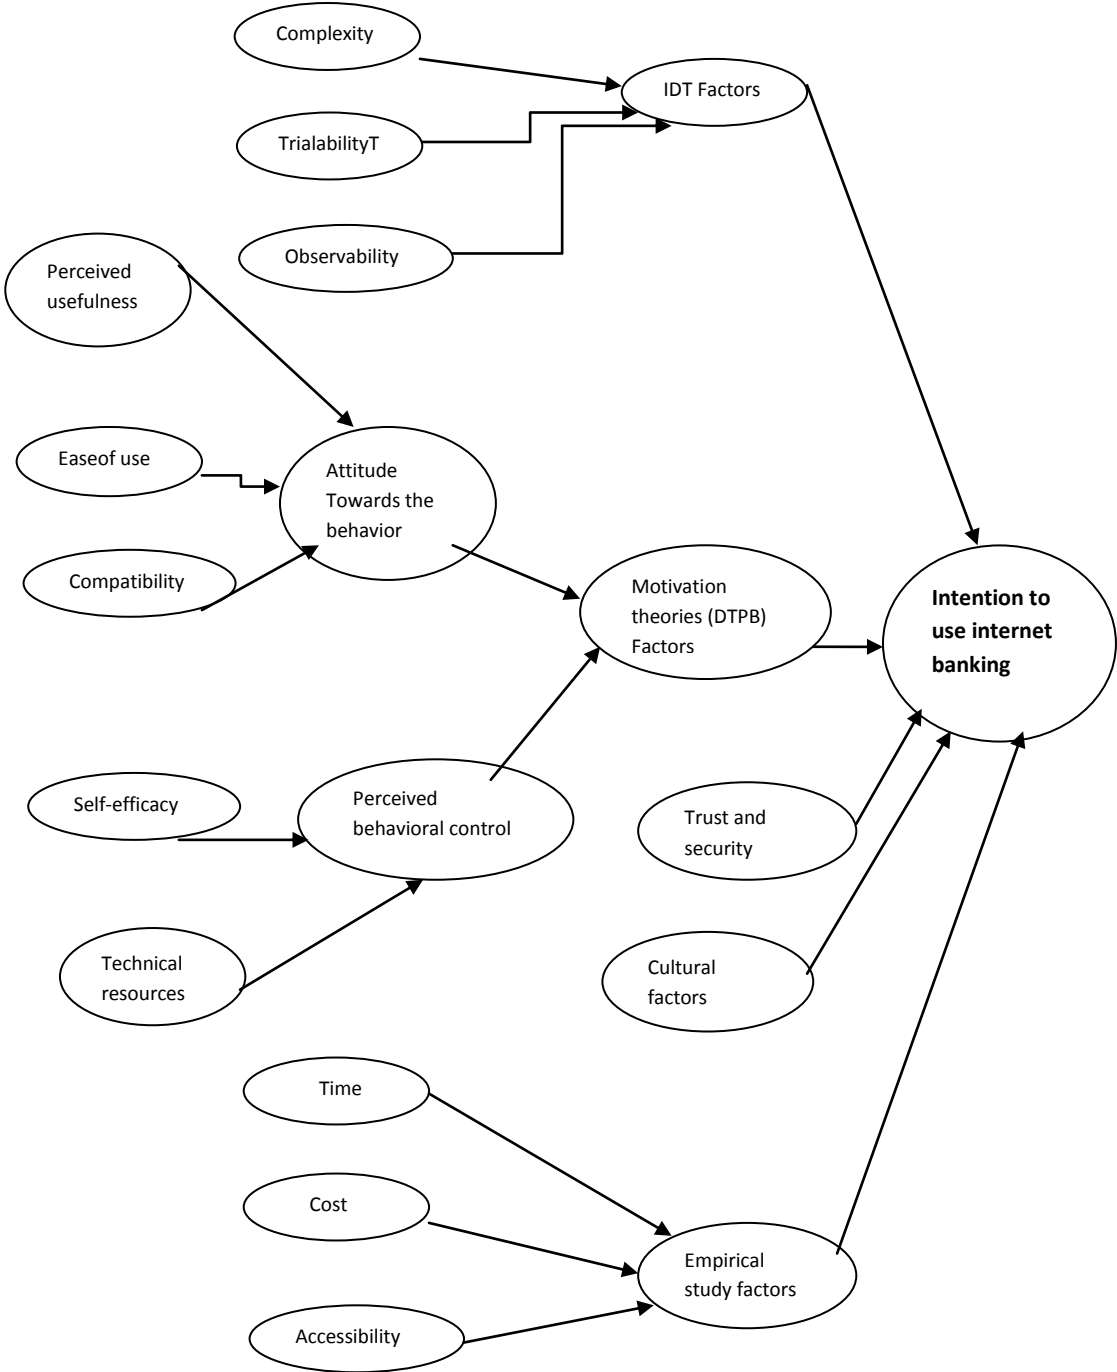 Complexity
IDT Factors
TrialabilityT
Observability
Perceived
usefulness
Easeof use
Attitude
Towards the
behavior
Compatibility
Motivation
theories (DTPB)
Factors
Intention to
use internet
banking
Self-efficacy
Perceived
behavioral control
Trust and
security
Technical
resources
Cultural
factors
Time
Cost
Empirical
study factors
Accessibility